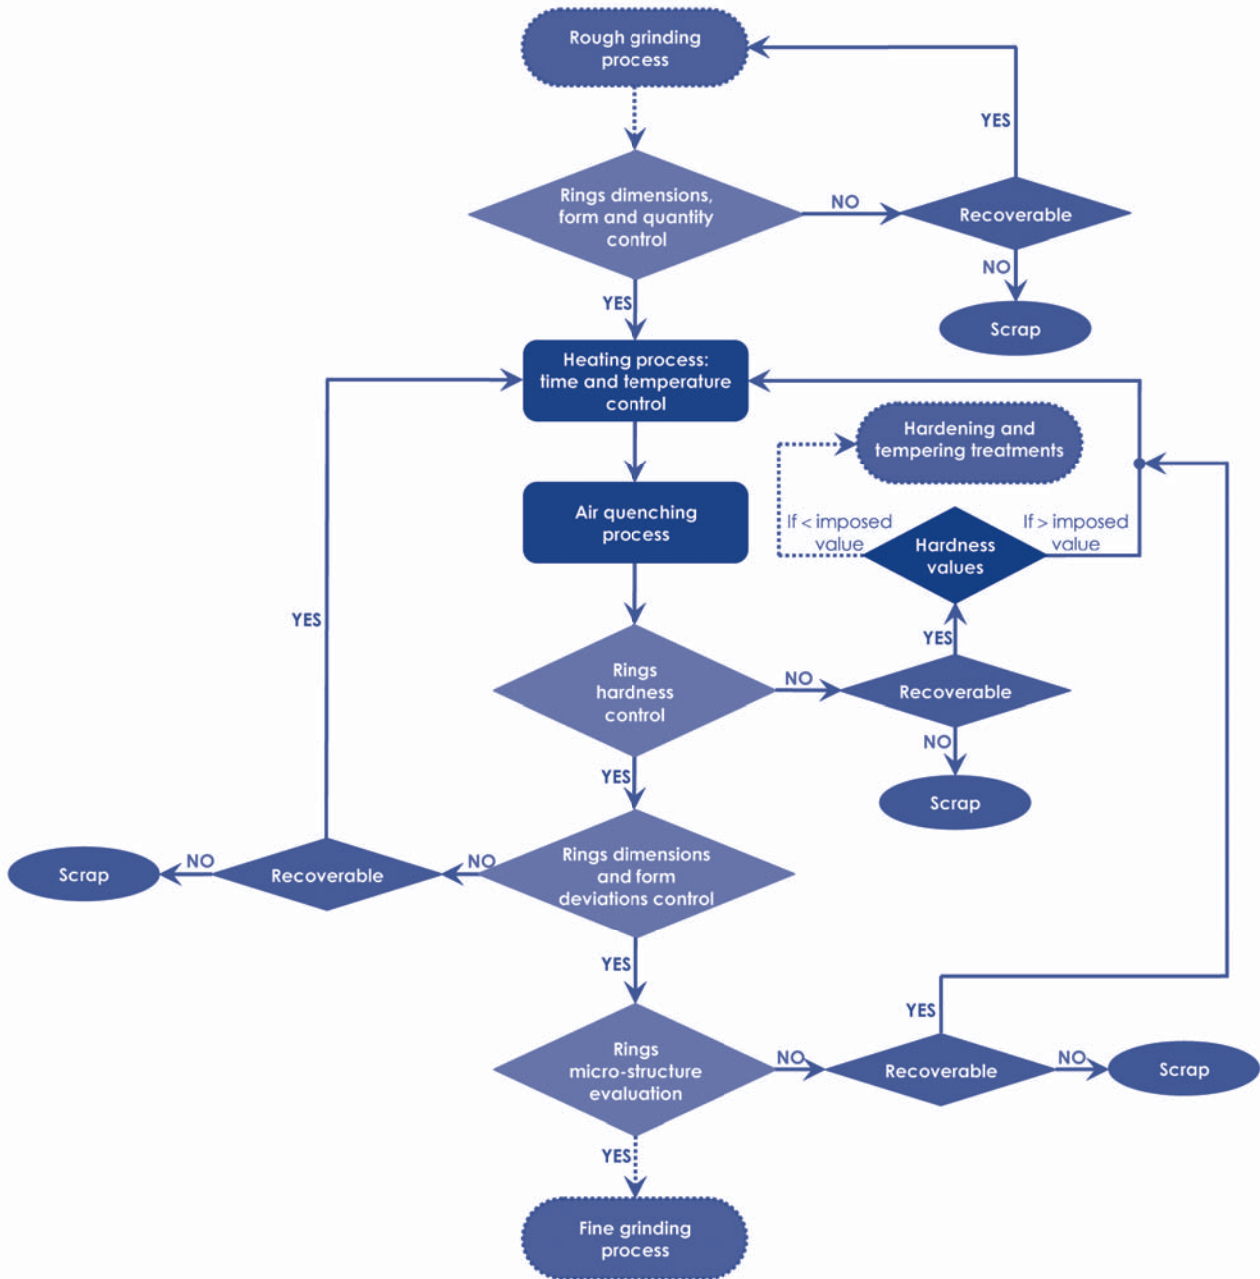 Rough grinding
process
YES
Rings dimensions,
form and quantity
control
NO
Recoverable
NO
YES
Scrap
Heating process:
time and temperature
control
Hardening and
tempering treatments
Air quenching
process
If < imposed
value
If > imposed
value
Hardness
values
YES
YES
Rings
hardness
control
NO
Recoverable
NO
YES
Scrap
Rings dimensions
and form
deviations control
NO
Recoverable
NO
Scrap
YES
YES
Rings
micro-structure
evaluation
NO
Recoverable
NO
Scrap
YES
Fine grinding
process